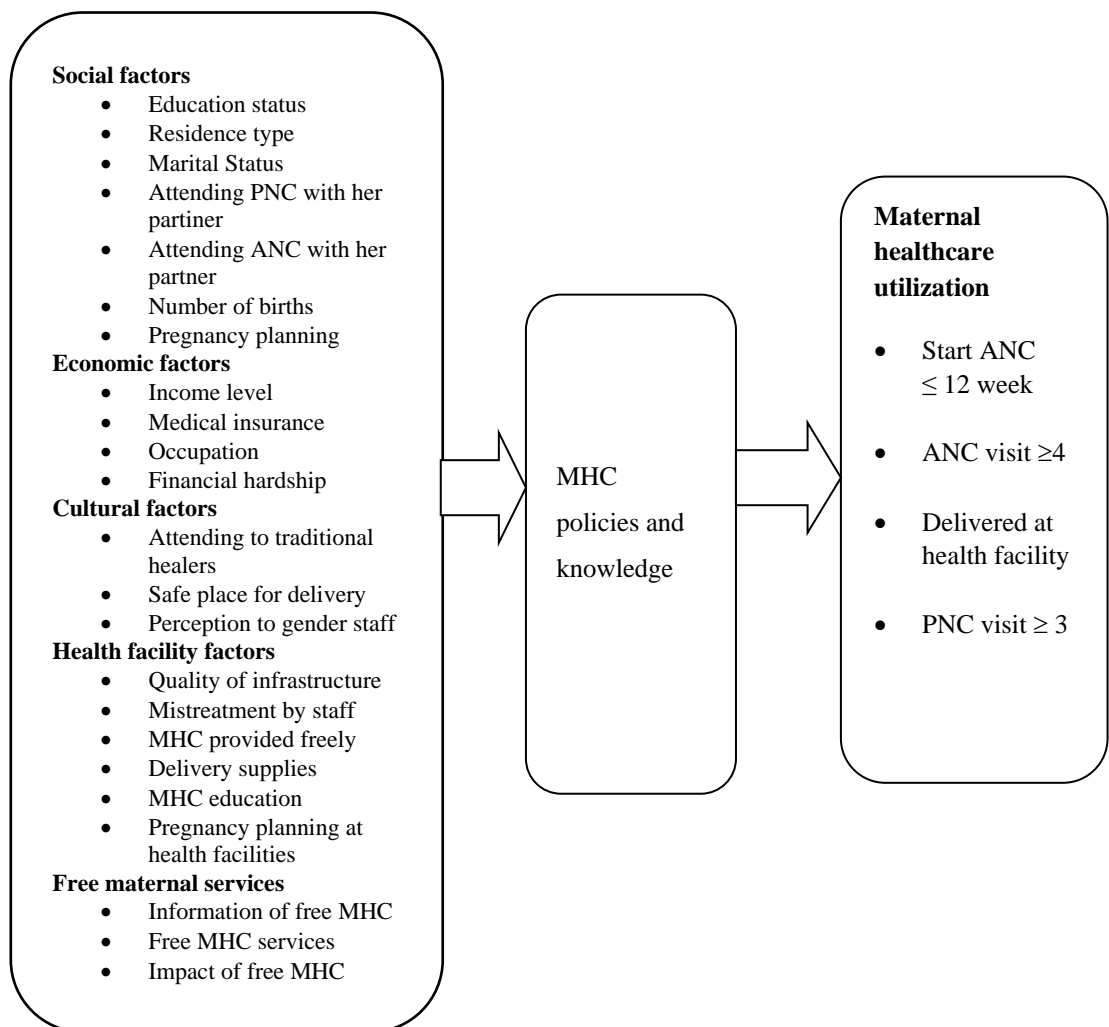 Social factors
• Education status
• Residence type
• Marital Status
• Attending PNC with her
partiner
• Attending ANC with her
partner
• Number of births
• Pregnancy planning
Economic factors
• Income level
• Medical insurance
• Occupation
• Financial hardship
Cultural factors
• Attending to traditional
healers
• Safe place for delivery
• Perception to gender staff
Health facility factors
• Quality of infrastructure
• Mistreatment by staff
• MHC provided freely
• Delivery supplies
• MHC education
• Pregnancy planning at
health facilities
Free maternal services
• Information of free MHC
• Free MHC services
• Impact of free MHC
MHC
policies and
knowledge
Maternal
healthcare
utilization
• Start ANC
≤ 12 week
• ANC visit ≥4
• Delivered at
health facility
• PNC visit ≥ 3